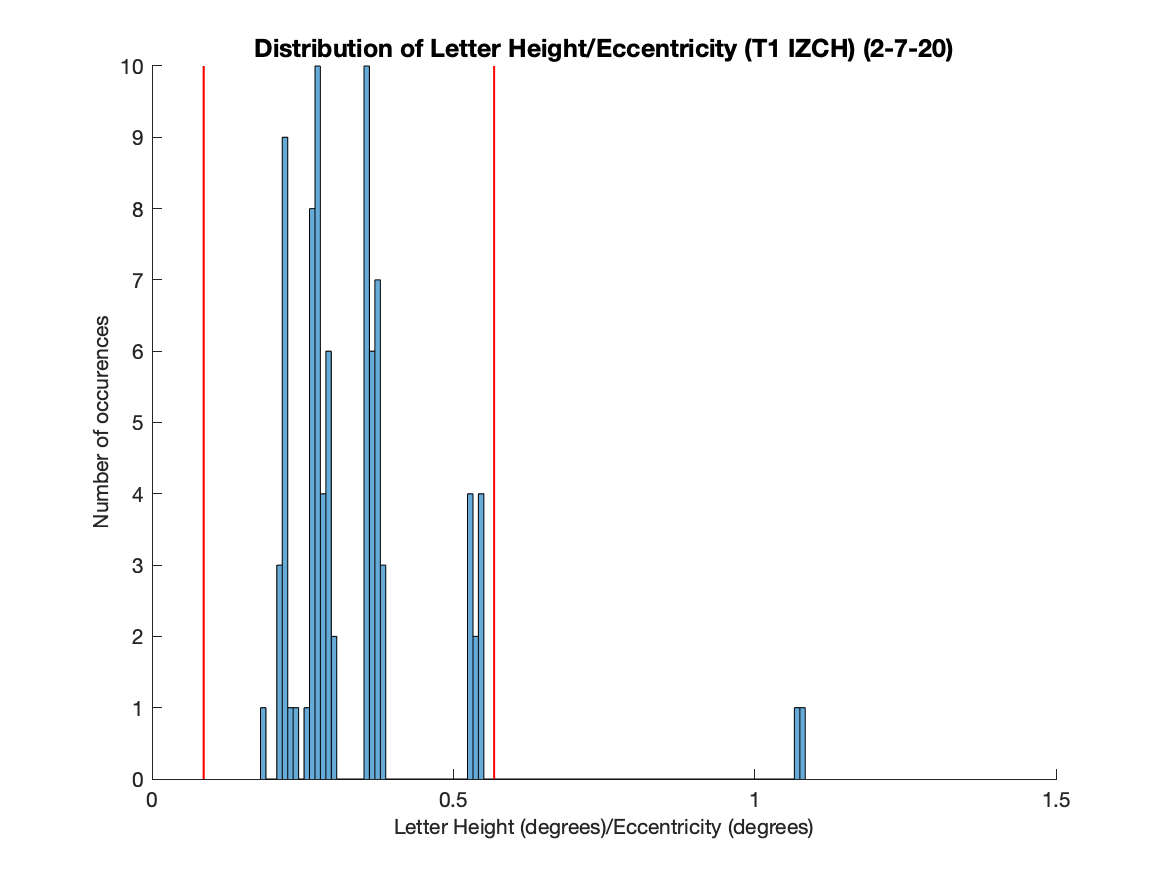 Distribution of Letter Height/Eccentricity (T1 IZCH) (2-7-20)
10
9
8
7
6
5
4
3
2
1
0
Number of occurences
0 0.5 1 1.5
Letter Height (degrees)/Eccentricity (degrees)